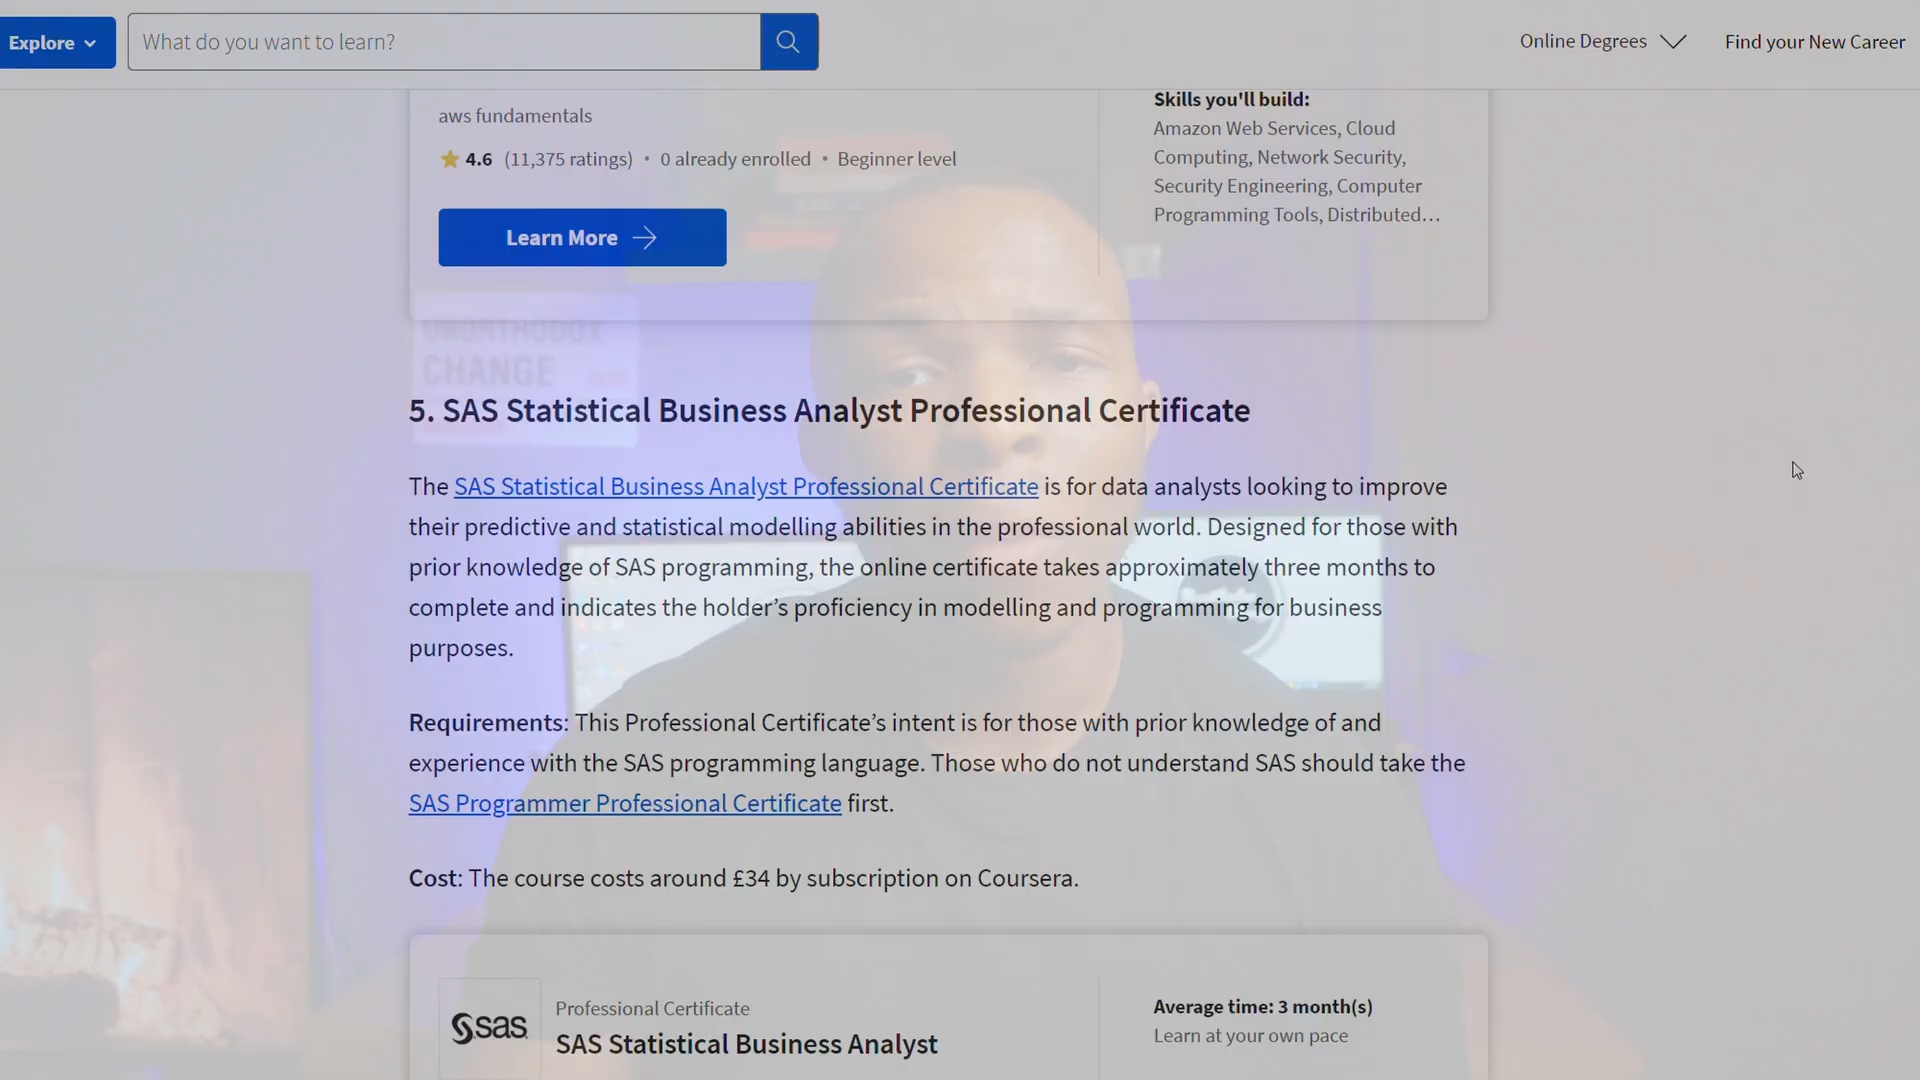 Explore
What do you want to learn?
Online Degrees
Find your New Career
aws fundamentals
4.6 (11,375 ratings) • 0 already enrolled • Beginner level
Learn More
Skills you'll build:
Amazon Web Services, Cloud
Computing, Network Security,
Security Engineering, Computer
Programming Tools, Distributed...
UNORTHODOX
CHANGE
5. SAS Statistical Business Analyst Professional Certificate
The SAS Statistical Business Analyst Professional Certificate is for data analysts looking to improve
their predictive and statistical modelling abilities in the professional world. Designed for those with
prior knowledge of SAS programming, the online certificate takes approximately three months to
complete and indicates the holder’s proficiency in modelling and programming for business
purposes.
Requirements: This Professional Certificate’s intent is for those with prior knowledge of and
experience with the SAS programming language. Those who do not understand SAS should take the
SAS Programmer Professional Certificate first.
Cost: The course costs around £34 by subscription on Coursera.
sas
Professional Certificate
SAS Statistical Business Analyst
Average time: 3 month(s)
Learn at your own pace